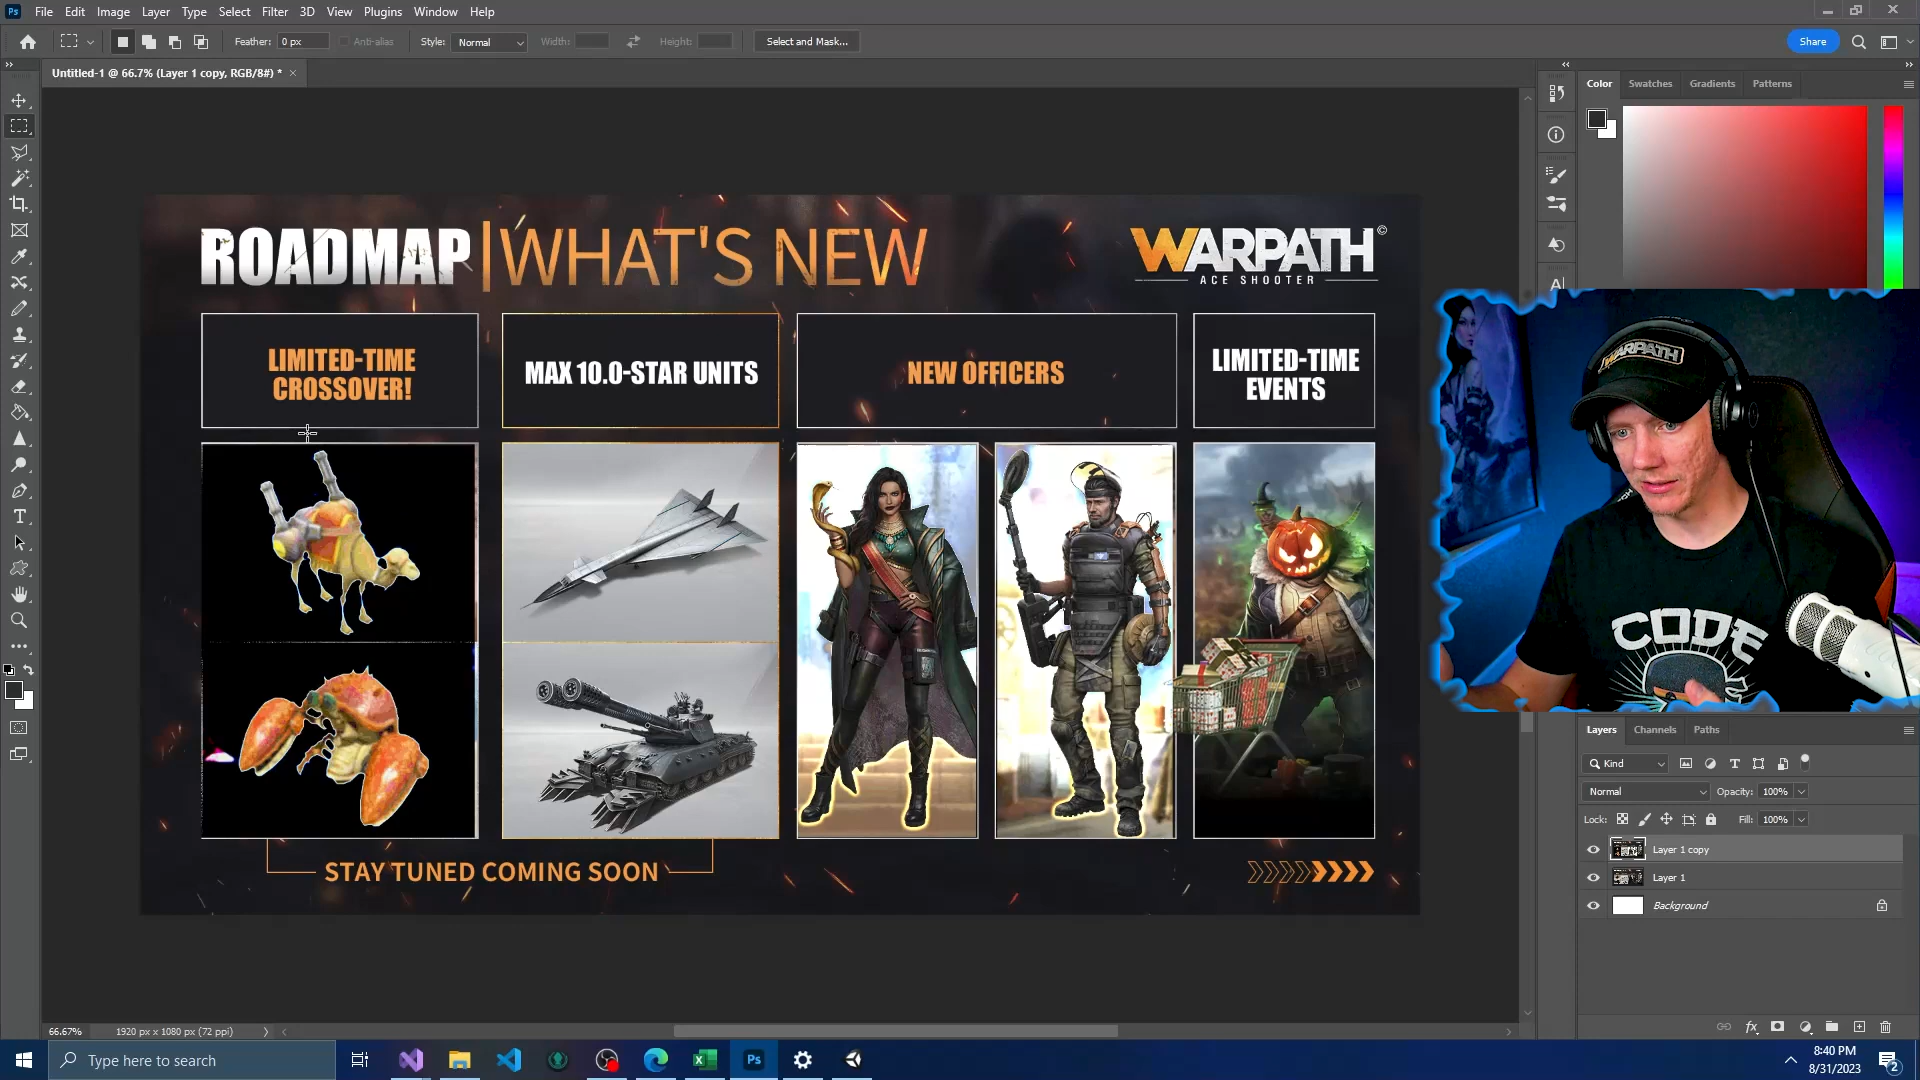 Ps File Edit Image Layer Type Select Filter 3D View Plugins Window Help
Feather: 0 px Anti-alias Style: Normal Width: Height: Select and Mask... Share
Untitled-1 @ 66.7% (Layer 1 copy, RGB/8#) *
Color Swatches Gradients Patterns
ROADMAP | WHAT'S NEW
WARPATH ©
ACE SHOOTER
LIMITED-TIME
CROSSOVER!
MAX 10.0-STAR UNITS
NEW OFFICERS
LIMITED-TIME
EVENTS
STAY TUNED COMING SOON
WARPATH
CODE
Layers Channels Paths
Kind
Normal Opacity: 100%
Lock: Fill: 100%
Layer 1 copy
Layer 1
Background
66.67% 1920 px x 1080 px (72 ppi)
Type here to search
Ps
8:40 PM
8/31/2023
2